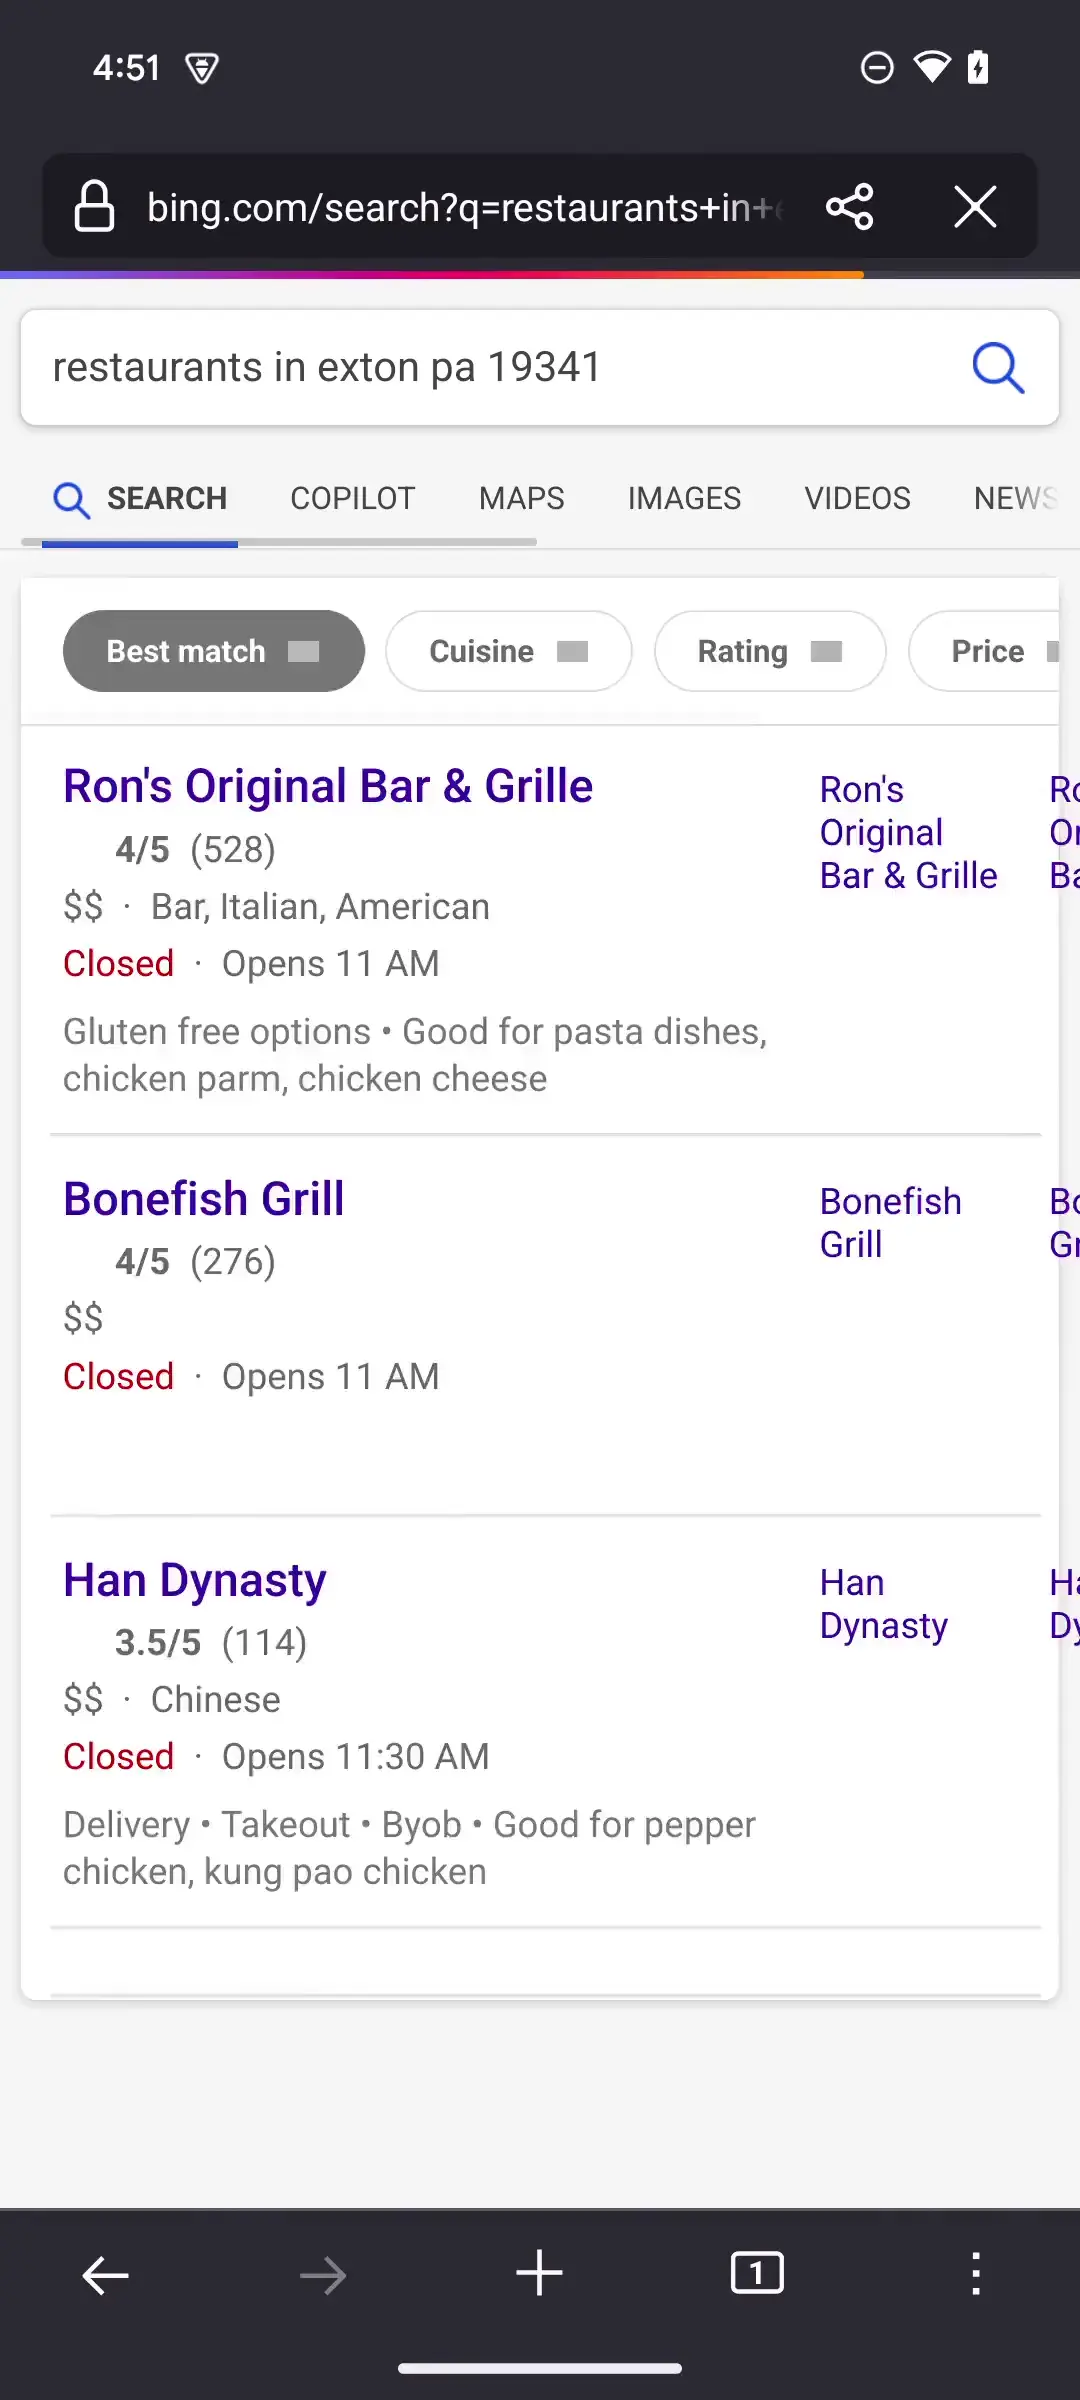 4:51
bing.com/search?q=restaurants+in+
restaurants in exton pa 19341
SEARCH COPILOT MAPS IMAGES VIDEOS NEWS
Best match Cuisine Rating Price
Ron's Original Bar & Grille
4/5 (528)
$$ · Bar, Italian, American
Closed · Opens 11 AM
Gluten free options • Good for pasta dishes,
chicken parm, chicken cheese
Ron's
Original
Bar & Grille
Ro
Or
Ba
Bonefish Grill
4/5 (276)
$$
Closed · Opens 11 AM
Bonefish
Grill
Bo
Gr
Han Dynasty
3.5/5 (114)
$$ · Chinese
Closed · Opens 11:30 AM
Delivery • Takeout • Byob • Good for pepper
chicken, kung pao chicken
Han
Dynasty
Ha
Dy
1